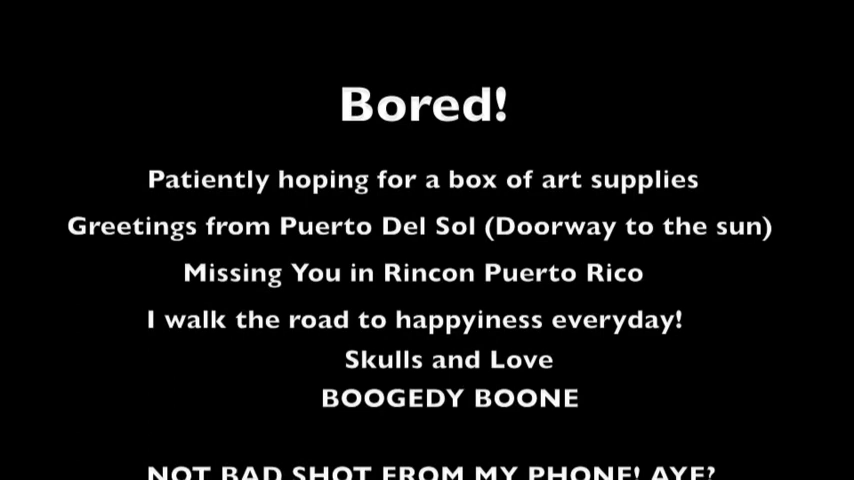 Bored!
Patiently hoping for a box of art supplies
Greetings from Puerto Del Sol (Doorway to the sun)
Missing You in Rincon Puerto Rico
I walk the road to happyiness everyday!
Skulls and Love
BOOGEDY BOONE
NOT BAD SHOT FROM MY PHONE! AYE?